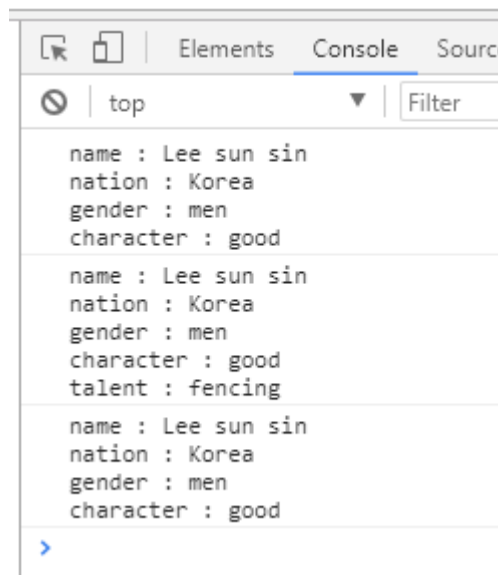 Elements Console Sourc
top ▼ Filter
name : Lee sun sin
nation : Korea
gender : men
character : good
name : Lee sun sin
nation : Korea
gender : men
character : good
talent : fencing
name : Lee sun sin
nation : Korea
gender : men
character : good
>